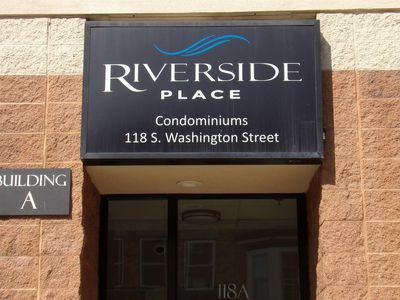 RIVERSIDE
PLACE
Condominiums
118 S. Washington Street
BUILDING
A
118A